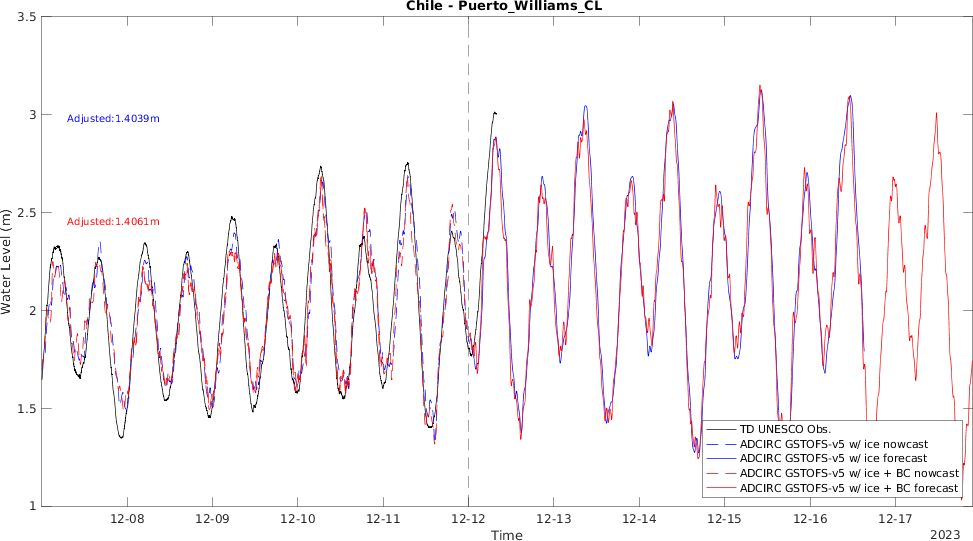 Chile - Puerto_Williams_CL
3.5
3
2.5
2
1.5
1
Water Level (m)
Adjusted:1.4039m
Adjusted:1.4061m
TD UNESCO Obs.
ADCIRC GSTOFS-v5 w/ ice nowcast
ADCIRC GSTOFS-v5 w/ ice forecast
ADCIRC GSTOFS-v5 w/ ice + BC nowcast
ADCIRC GSTOFS-v5 w/ ice + BC forecast
12-08 12-09 12-10 12-11 12-12 12-13 12-14 12-15 12-16 12-17
Time
2023